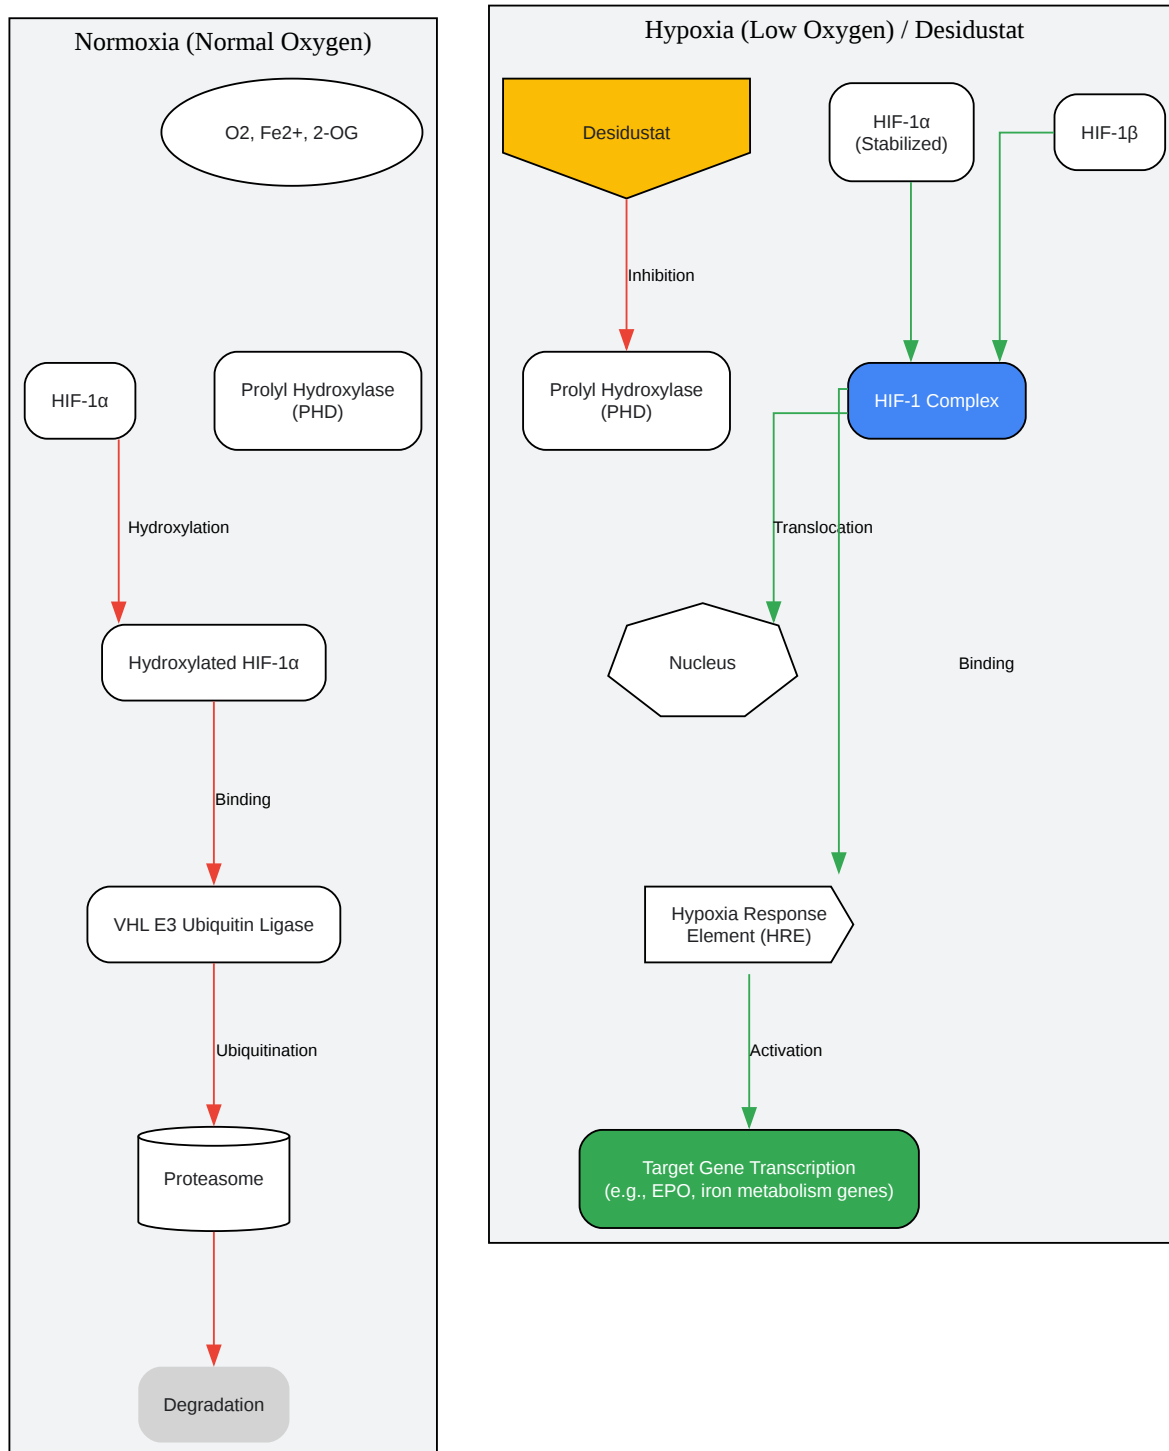 Normoxia (Normal Oxygen)
O2, Fe2+, 2-OG
HIF-1α
Prolyl Hydroxylase
(PHD)
Hydroxylation
Hydroxylated HIF-1α
Binding
VHL E3 Ubiquitin Ligase
Ubiquitination
Proteasome
Degradation
Hypoxia (Low Oxygen) / Desidustat
Desidustat
HIF-1α
(Stabilized)
HIF-1β
Inhibition
Prolyl Hydroxylase
(PHD)
HIF-1 Complex
Translocation
Nucleus
Binding
Hypoxia Response
Element (HRE)
Activation
Target Gene Transcription
(e.g., EPO, iron metabolism genes)